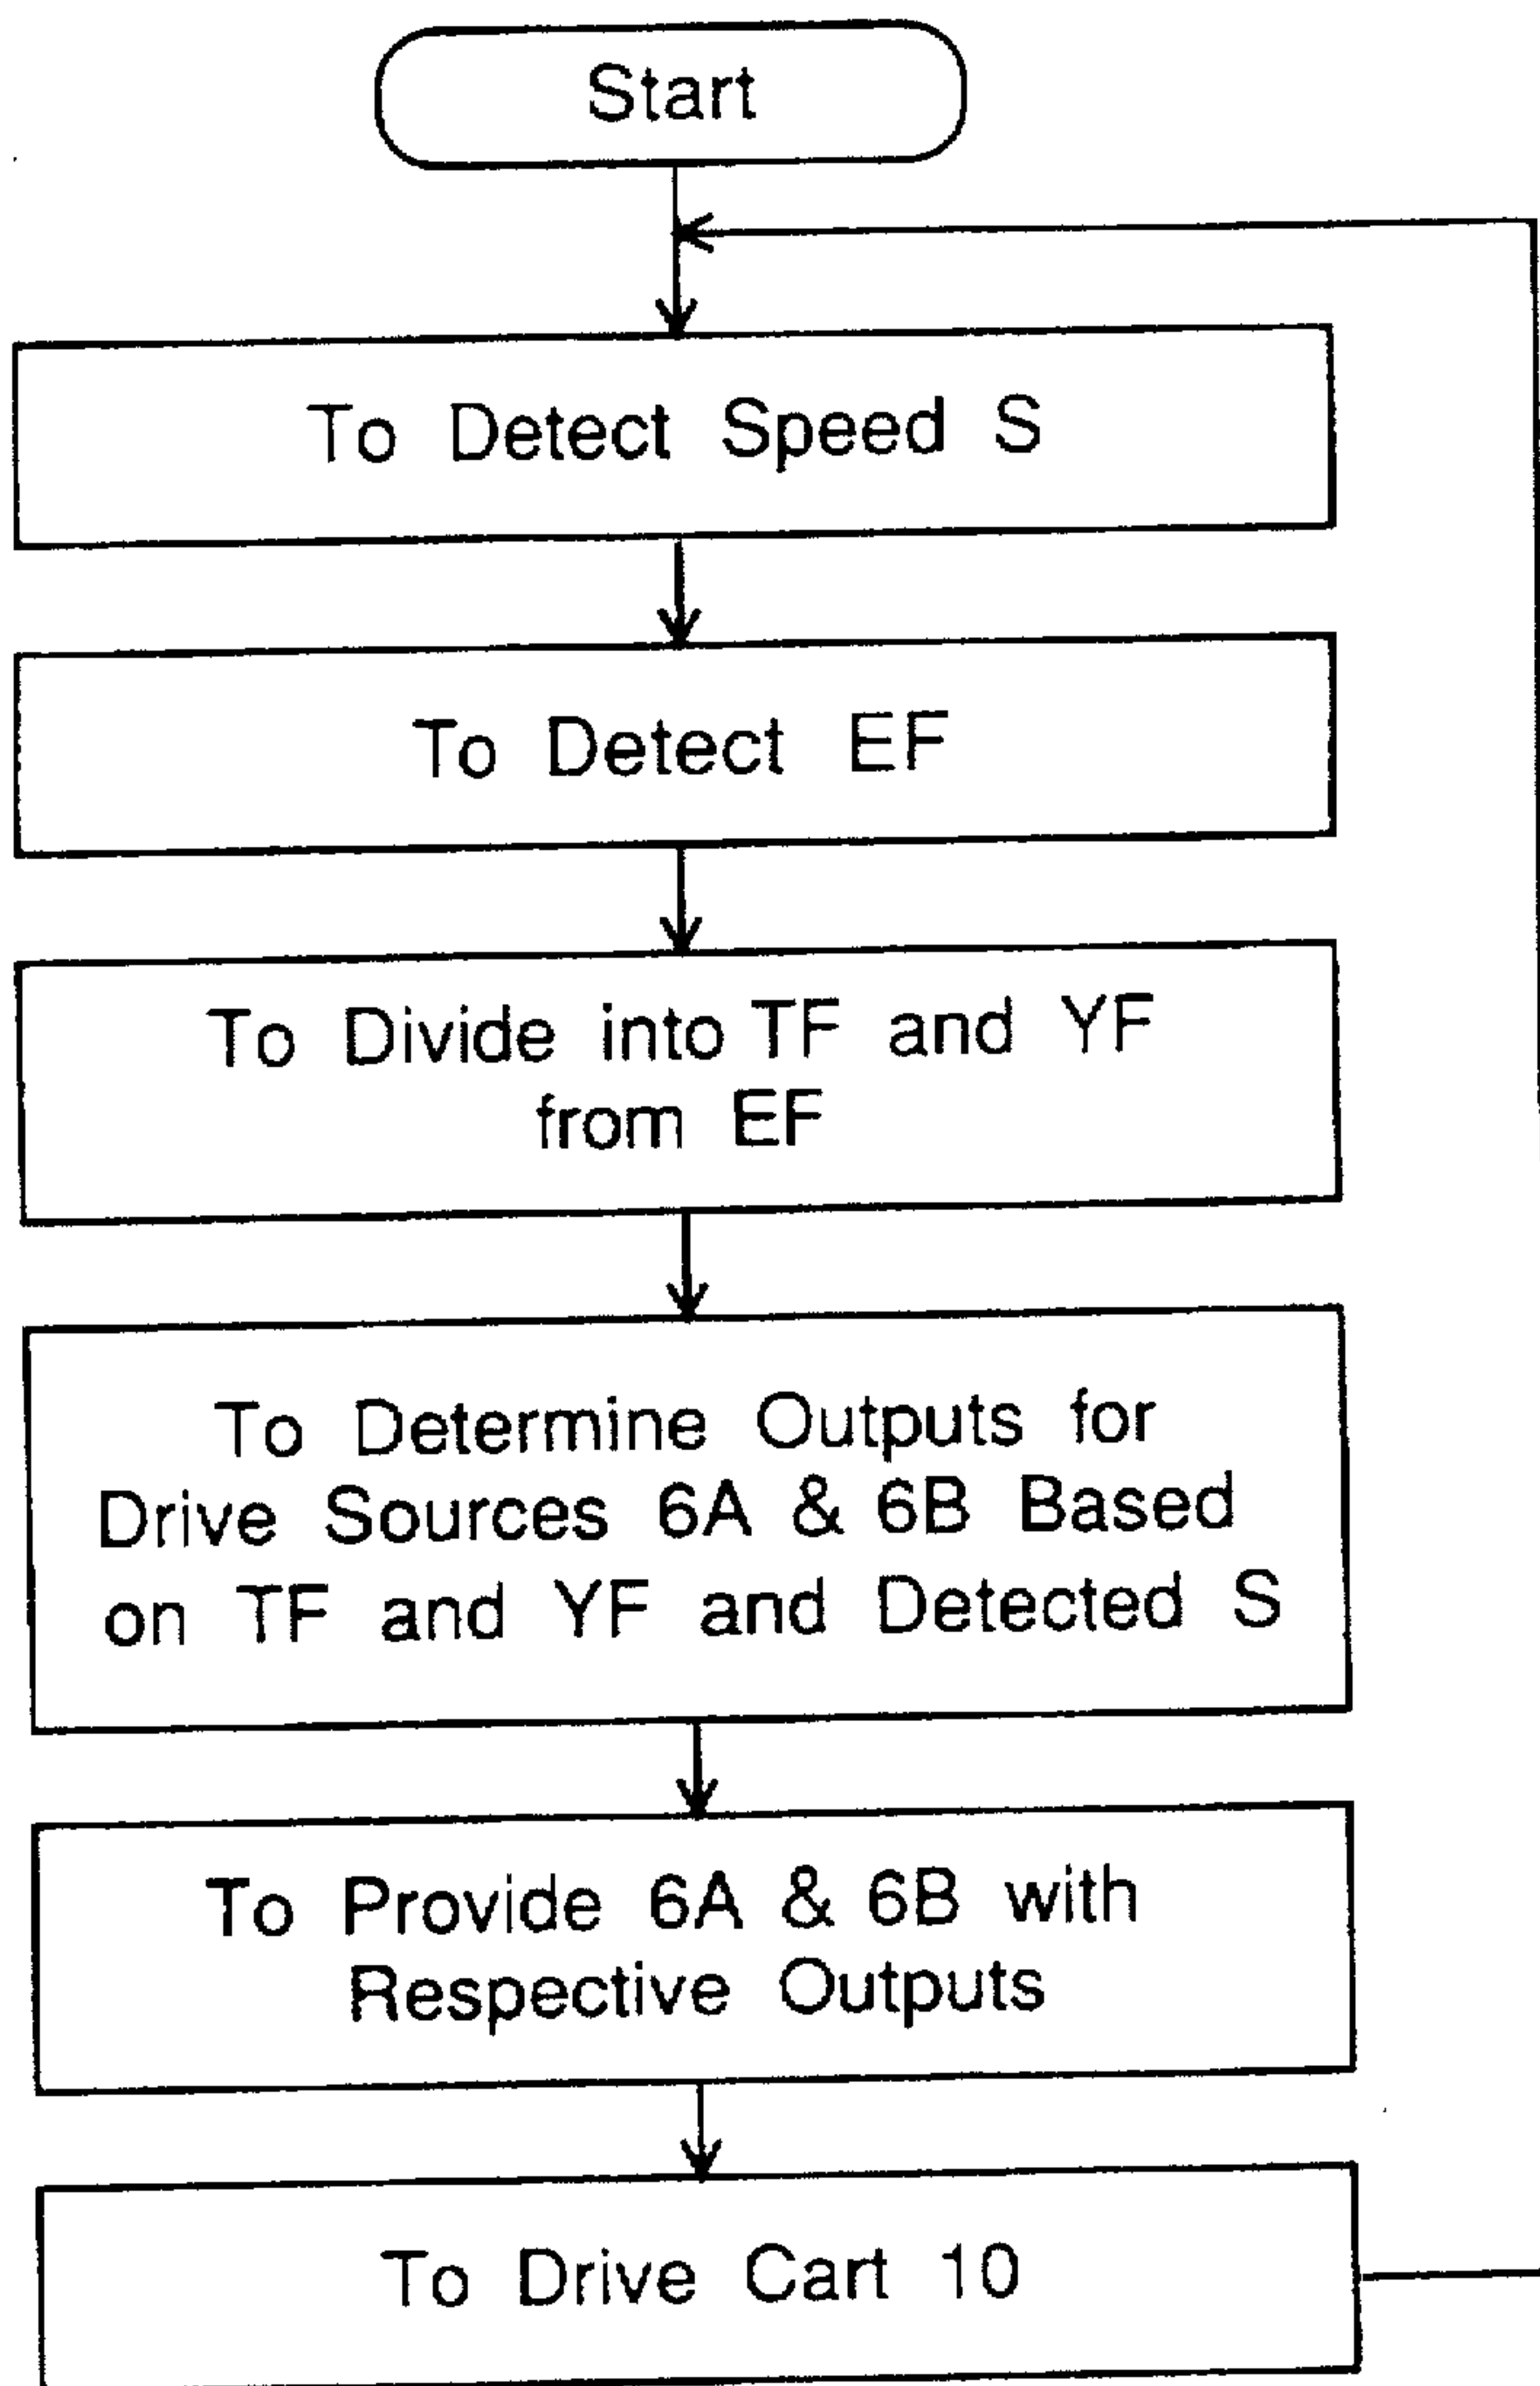 Start
To Detect Speed S
To Detect EF
To Divide into TF and YF
from EF
To Determine Outputs for
Drive Sources 6A & 6B Based
on TF and YF and Detected S
To Provide 6A & 6B with
Respective Outputs
To Drive Cart 10